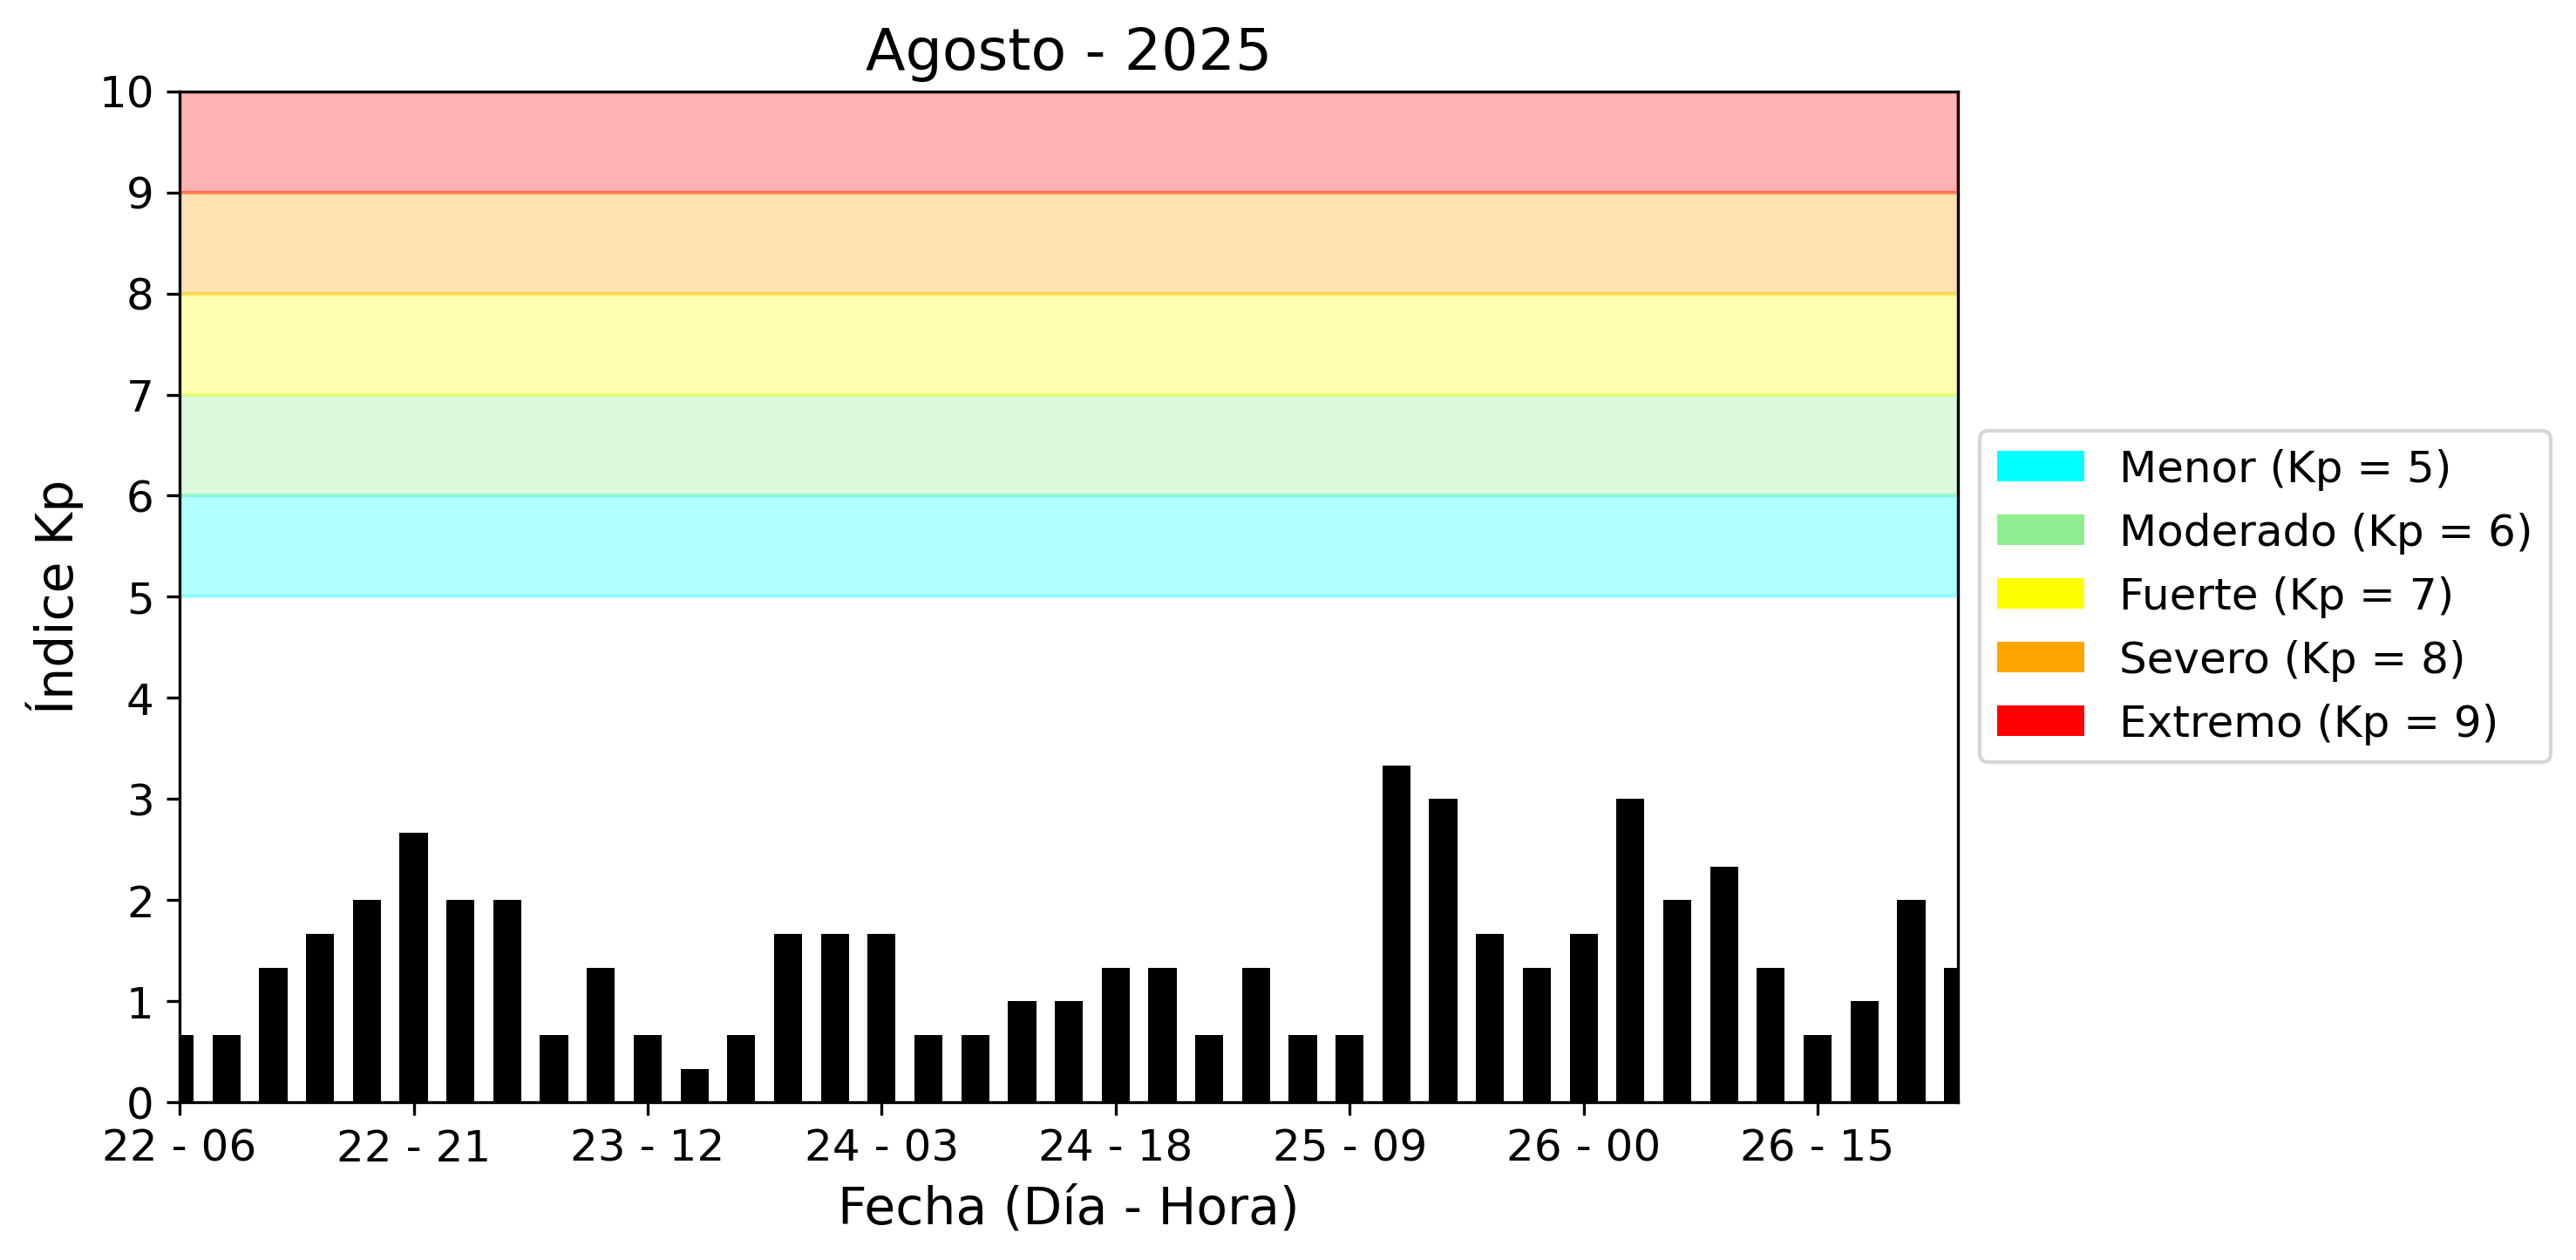 Agosto - 2025
Índice Kp
10
9
8
7
6
5
4
3
2
1
0
22 - 06
22 - 21
23 - 12
24 - 03
24 - 18
25 - 09
26 - 00
26 - 15
Fecha (Día - Hora)
Menor (Kp = 5)
Moderado (Kp = 6)
Fuerte (Kp = 7)
Severo (Kp = 8)
Extremo (Kp = 9)